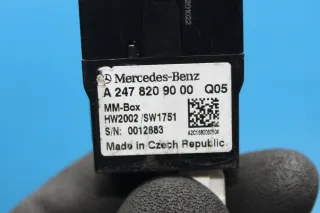 Mercedes-Benz
A 247 820 90 00 Q05
MM-Box
HW2002 /SW1751
S/N: 0012883
Made in Czech Republic